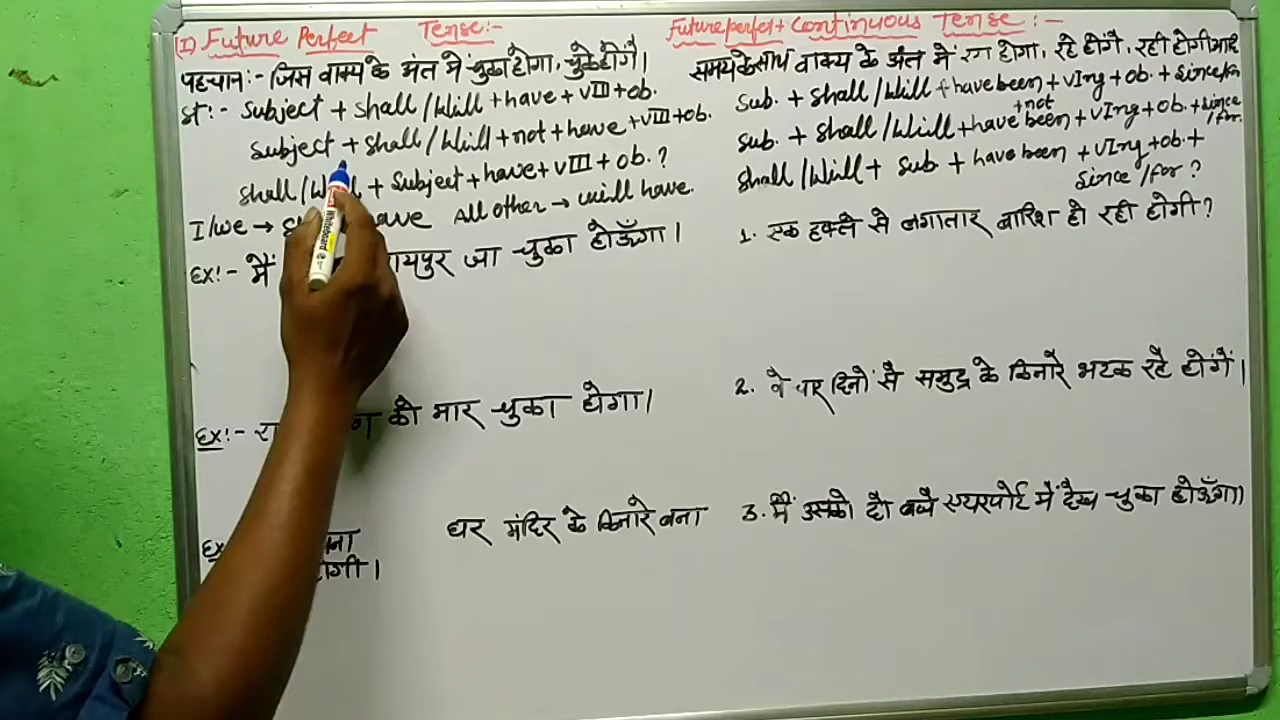 (I) Future Perfect Tense:-
पहचान:- जिस वाक्य के अंत में चुका होगा, चुके होगें।
St:- Subject + Shall/Will + have + VIII + ob.
Subject + Shall/Will + not + have + VIII + ob.
Shall/Will + Subject + have + VIII + ob. ?
I/we → have All other → will have.
Ex:- मैं जा चुका होऊँगा।
Ex:- को मार चुका होगा।
घर मंदिर के किनारे बना
Future perfect + Continuous Tense :-
समय के साथ वाक्य के अंत में रहा होगा, रहे होंगें, रही होगी आदि
Sub. + Shall/Will + have been + VIng + ob. + Since/for
+ not
Sub. + Shall/Will + have been + VIng + ob. + Since
/for.
Shall/Will + Sub + have been + VIng + ob. +
Since/for ?
1. एक हफ्ते से लगातार बारिश हो रही होगी?
2. वे चार दिनों से समुद्र के किनारे भटक रहे होंगें।
3. मैं उसको दो बजे एयरपोर्ट में देख चुका होऊँगा।
Whiteboard